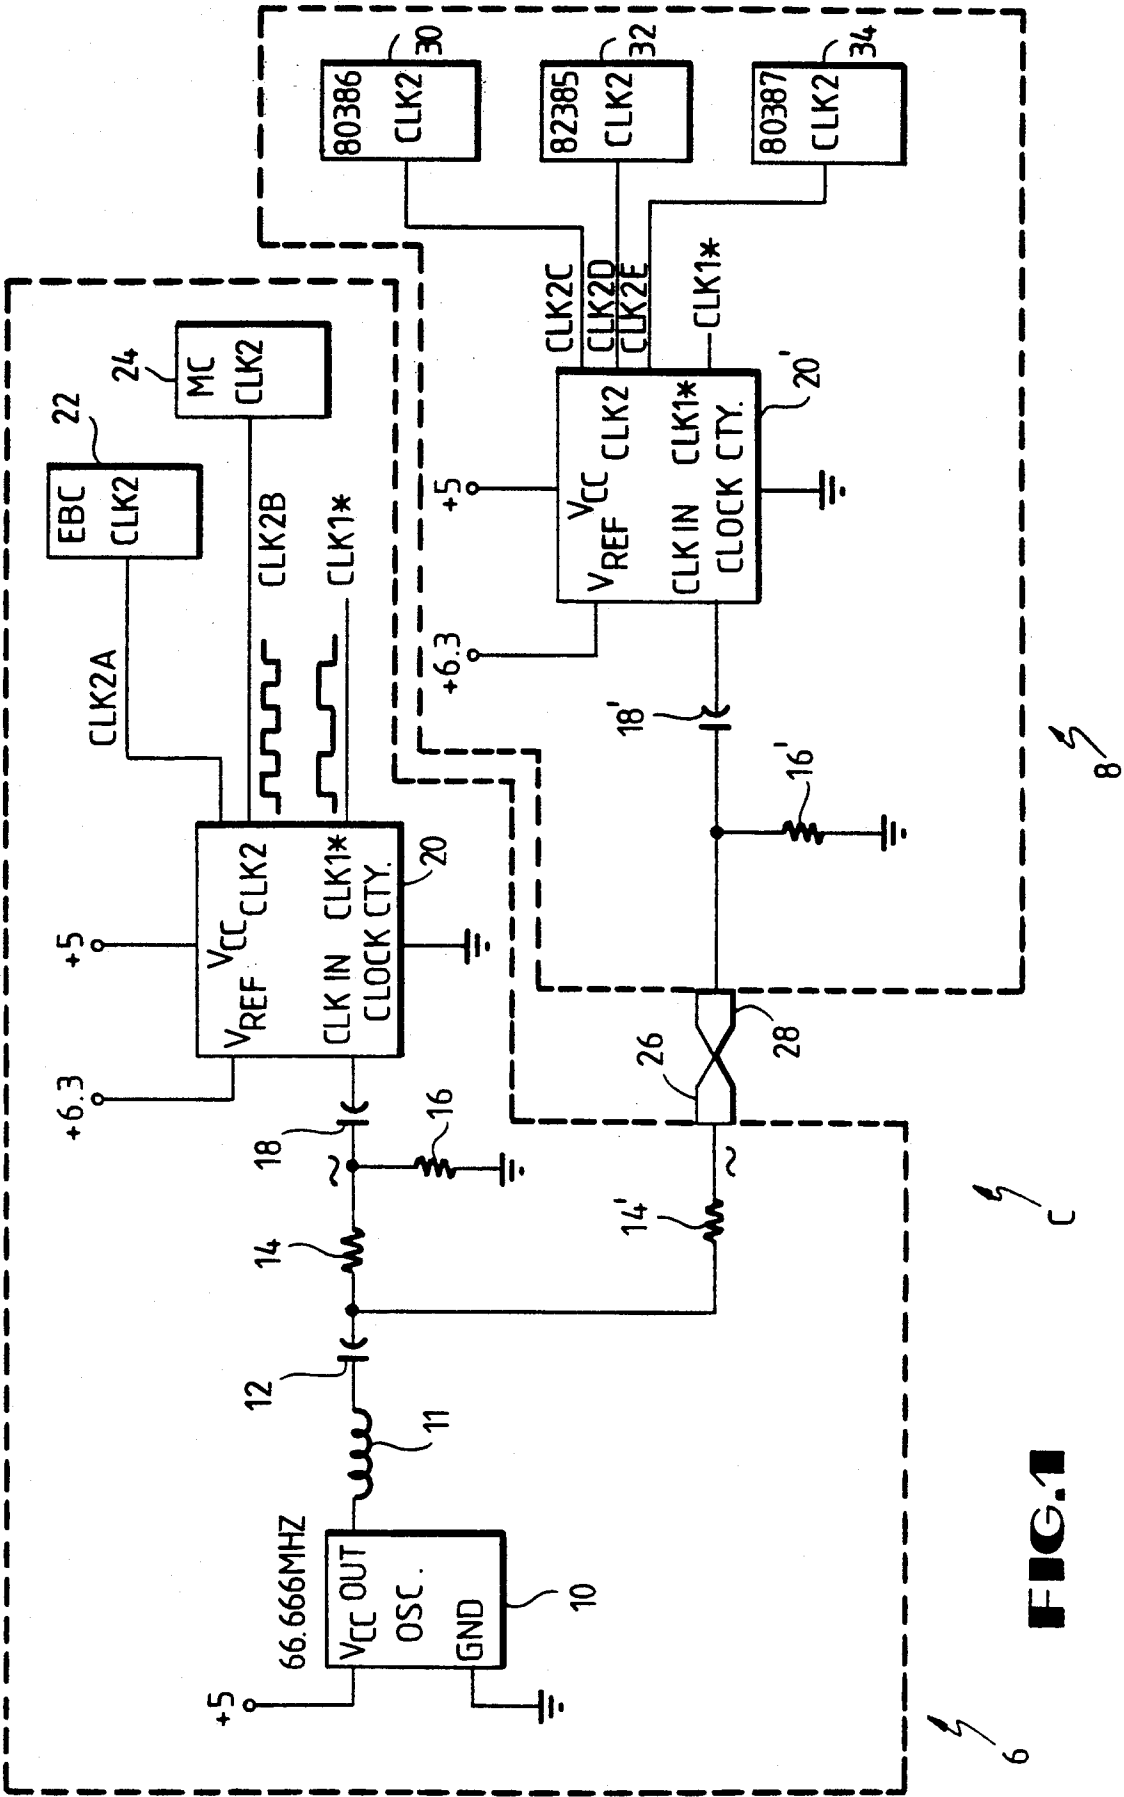 66.666MHZ
+5
VCC OUT
OSC.
GND
10
11
12
14
14'
18
16
+6.3
+5
VREF
VCC
CLK2
CLK IN CLK1*
CLOCK CTY.
20
CLK2A
CLK2B
CLK1*
22
EBC
CLK2
24
MC
CLK2
26
28
16'
18'
+6.3
+5
VREF
VCC
CLK2
CLK IN CLK1*
CLOCK CTY.
20'
CLK2C
CLK2D
CLK2E
CLK1*
80386
CLK2
30
82385
CLK2
32
80387
CLK2
34
6
C
8
FIG.1